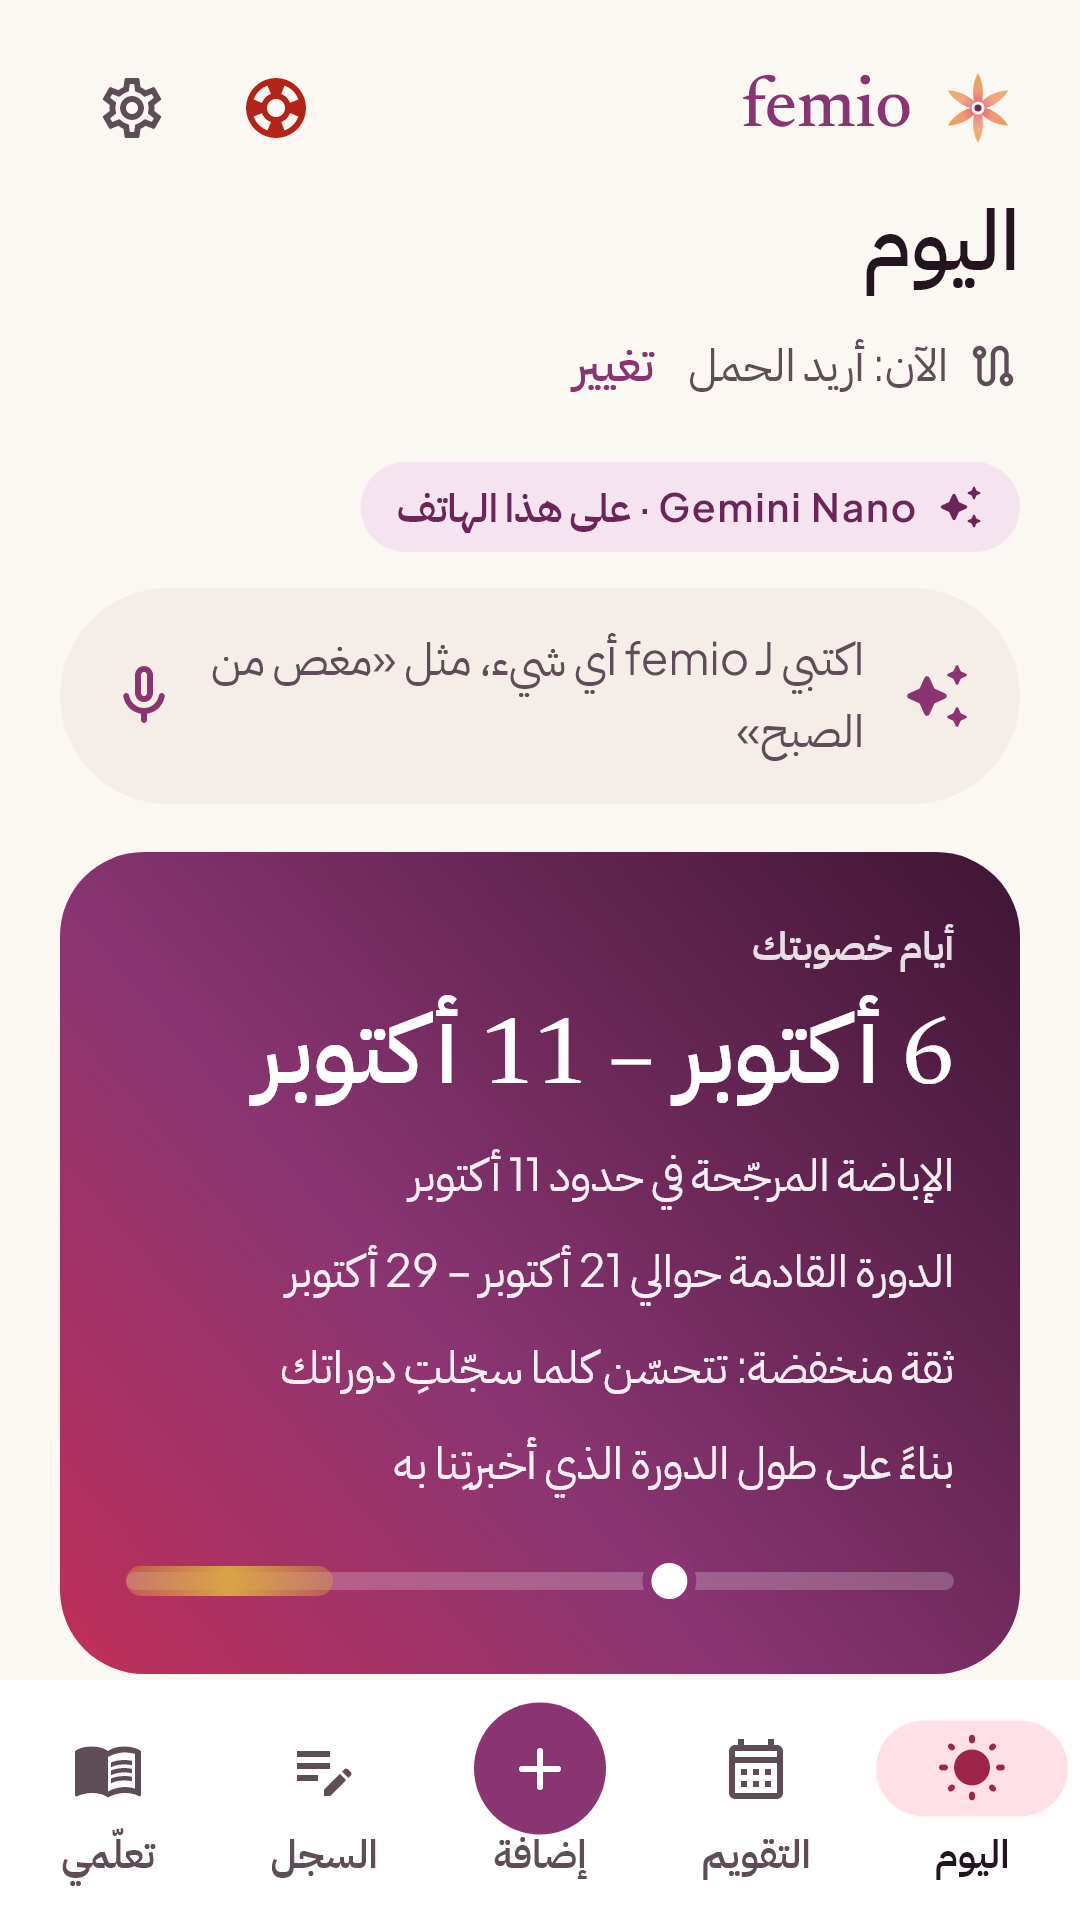 femio
اليوم
الآن: أريد الحمل تغيير
Gemini Nano · على هذا الهاتف
اكتبي لـ femio أي شيء، مثل «مغص من
الصبح»
أيام خصوبتك
6 أكتوبر – 11 أكتوبر
الإباضة المرجّحة في حدود 11 أكتوبر
الدورة القادمة حوالي 21 أكتوبر – 29 أكتوبر
ثقة منخفضة: تتحسّن كلما سجّلتِ دوراتك
بناءً على طول الدورة الذي أخبرتِنا به
اليوم
التقويم
إضافة
السجل
تعلّمي